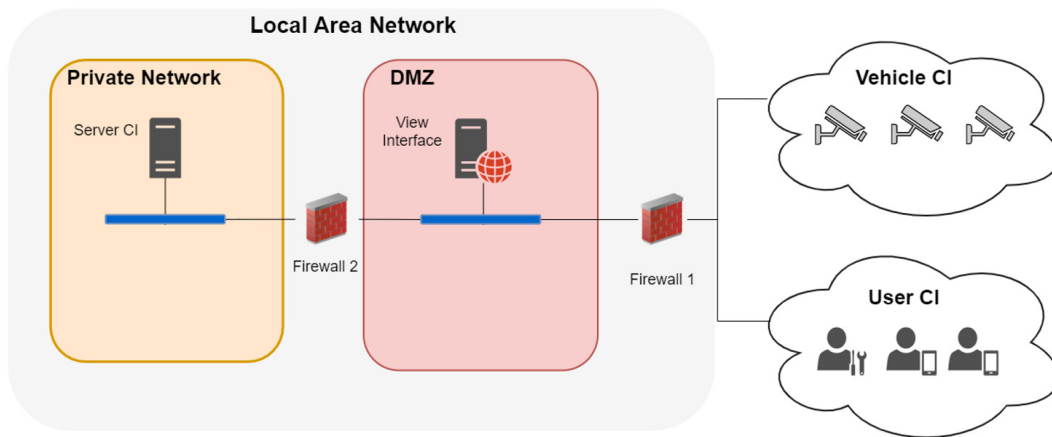 Local Area Network
Private Network
DMZ
Vehicle CI
Server CI
View
Interface
Firewall 2
Firewall 1
User CI